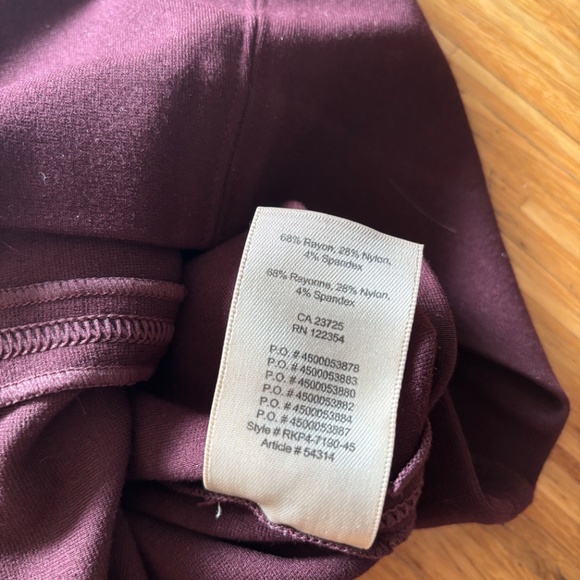 68% Rayon, 28% Nylon,
4% Spandex
68% Rayonne, 28% Nylon,
4% Spandex
CA 23725
RN 122354
P.O. # 4500053878
P.O. # 4500053883
P.O. # 4500053880
P.O. # 4500053882
P.O. # 4500053884
P.O. # 4500053887
Style # RKP4-7190-45
Article # 54314